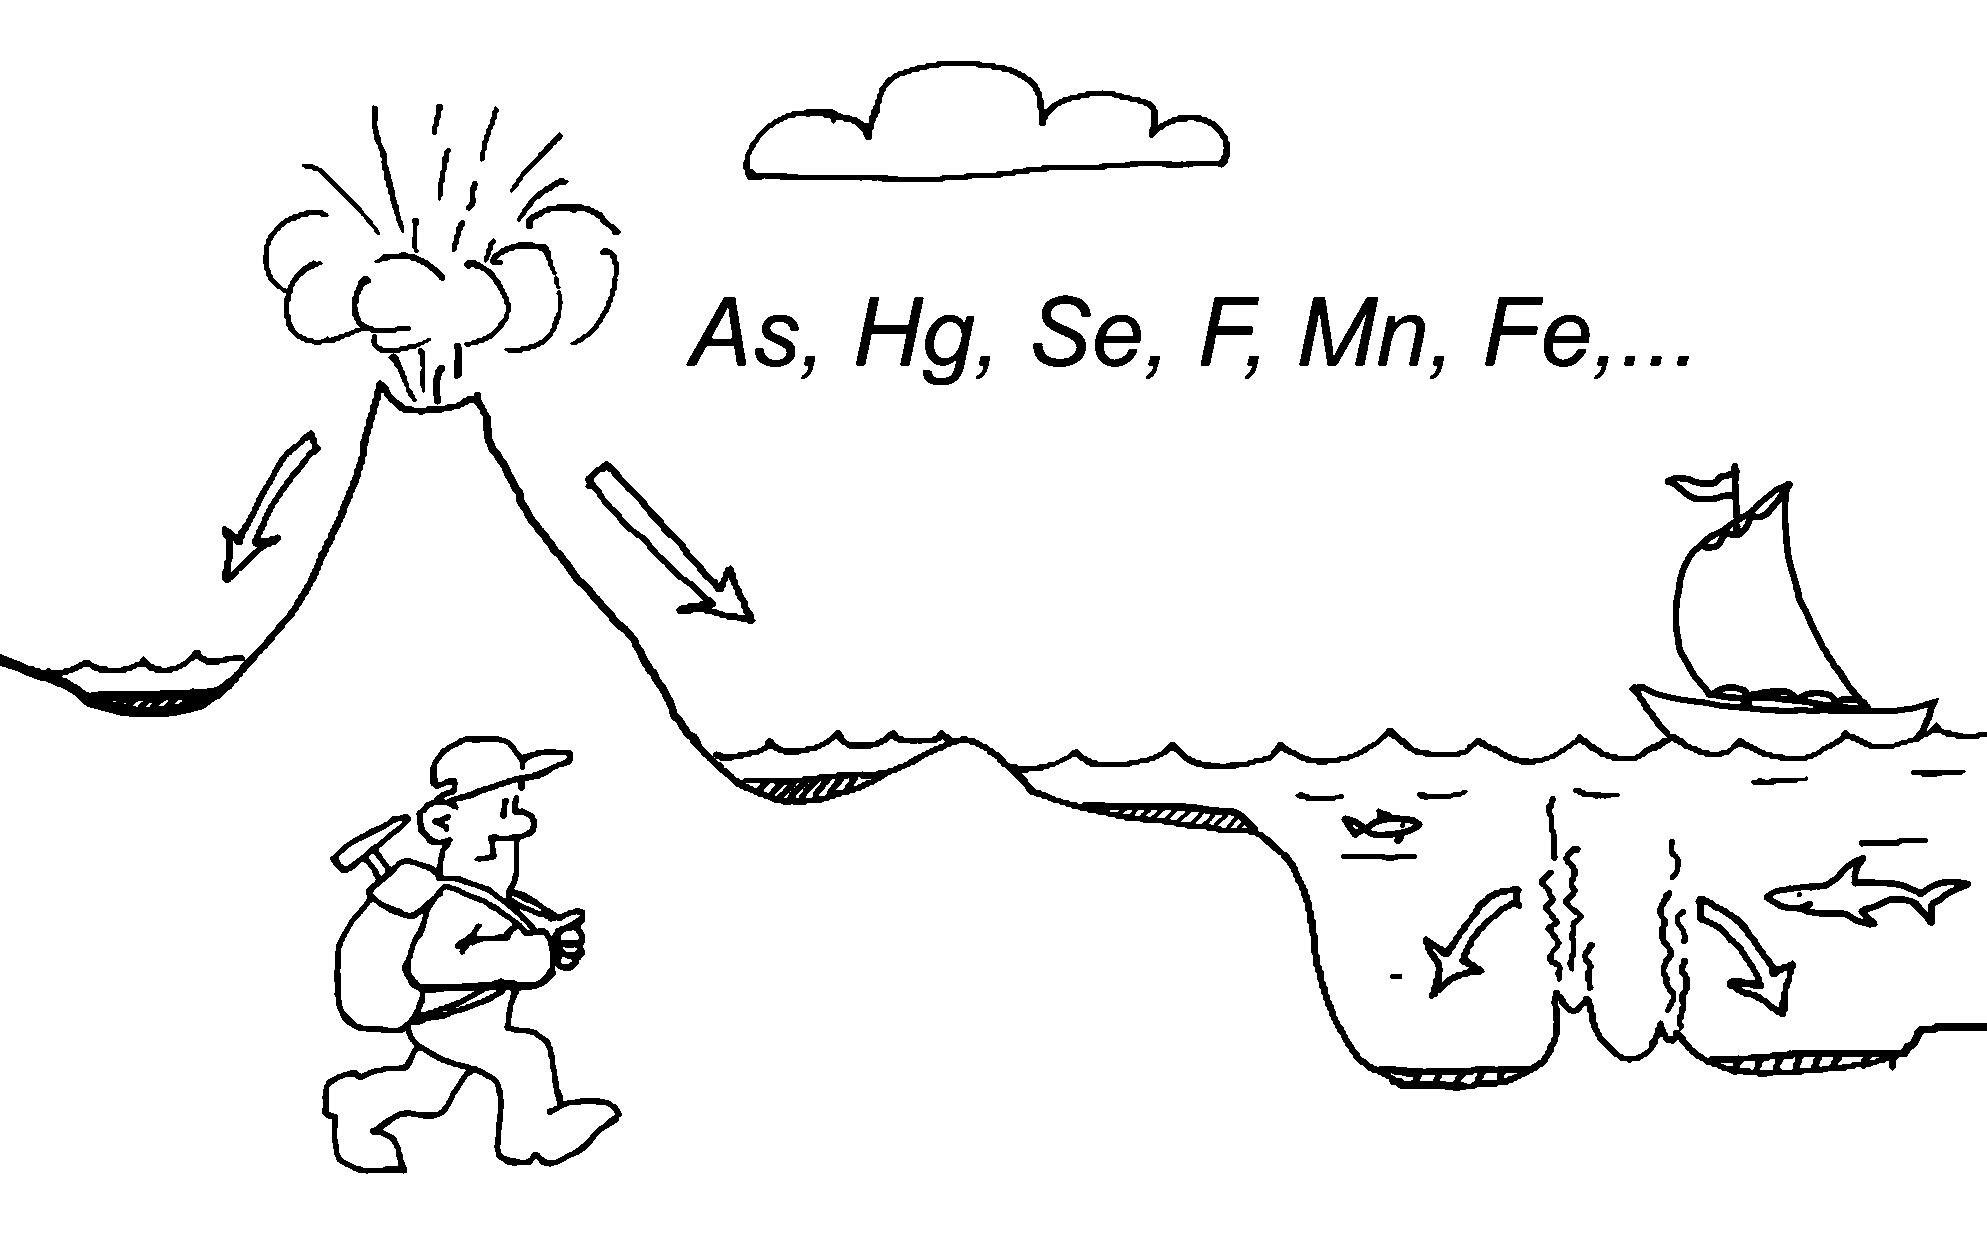 As, Hg, Se, F, Mn, Fe,...